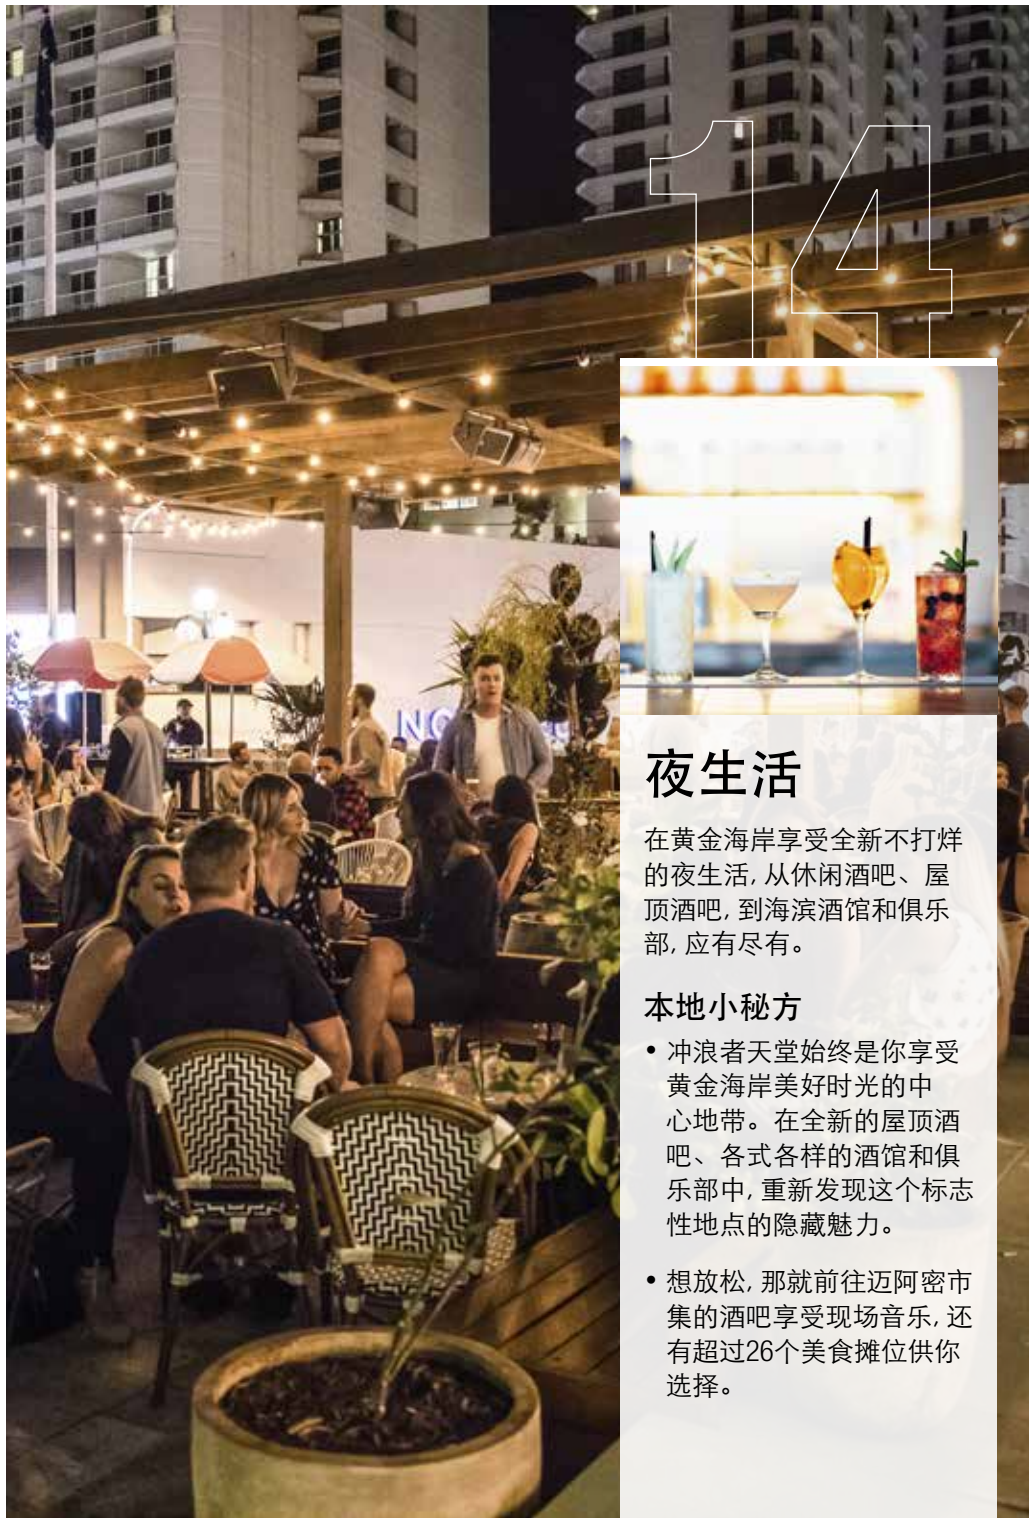 14
夜生活
在黄金海岸享受全新不打烊
的夜生活, 从休闲酒吧、屋
顶酒吧, 到海滨酒馆和俱乐
部, 应有尽有。
本地小秘方
• 冲浪者天堂始终是你享受
黄金海岸美好时光的中
心地带。在全新的屋顶酒
吧、各式各样的酒馆和俱
乐部中, 重新发现这个标志
性地点的隐藏魅力。
• 想放松, 那就前往迈阿密市
集的酒吧享受现场音乐, 还
有超过26个美食摊位供你
选择。